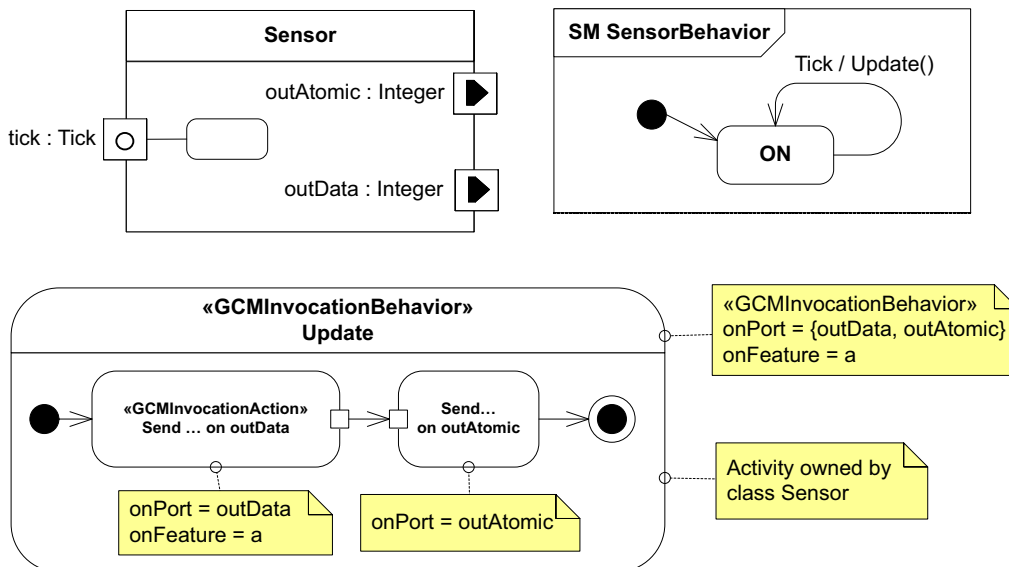 Sensor
outAtomic : Integer
tick : Tick
outData : Integer
SM SensorBehavior
Tick / Update()
ON
«GCMInvocationBehavior»
Update
«GCMInvocationAction»
Send ... on outData
Send...
on outAtomic
onPort = outData
onFeature = a
onPort = outAtomic
«GCMInvocationBehavior»
onPort = {outData, outAtomic}
onFeature = a
Activity owned by
class Sensor